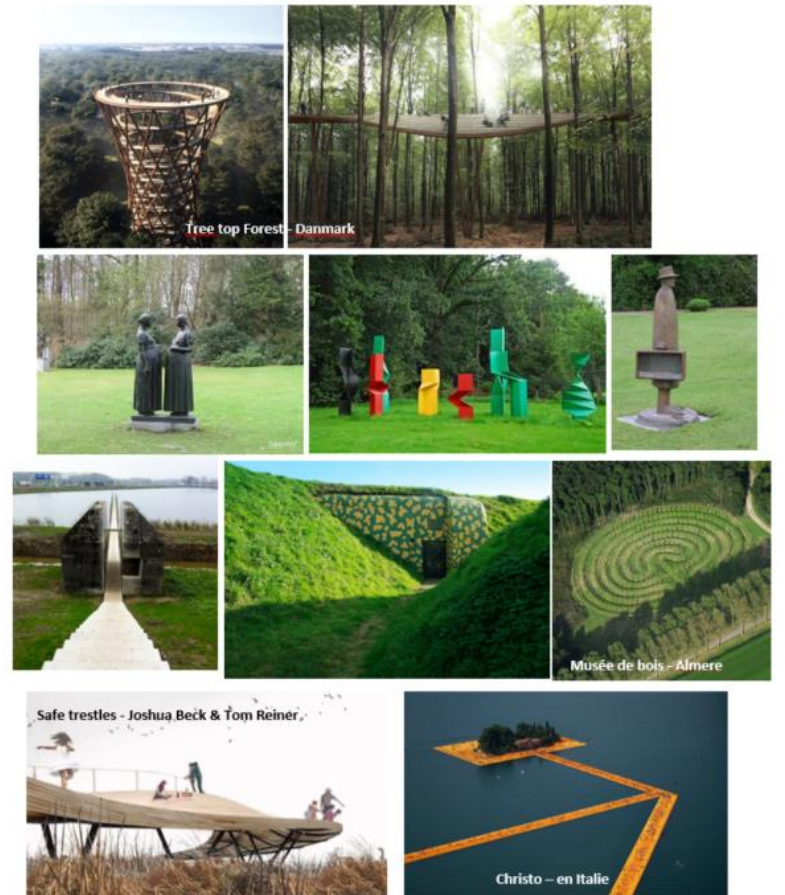 Tree top Forest - Danmark
Musée de bois - Almere
Safe trestles - Joshua Beck & Tom Reiner
Christo – en Italie